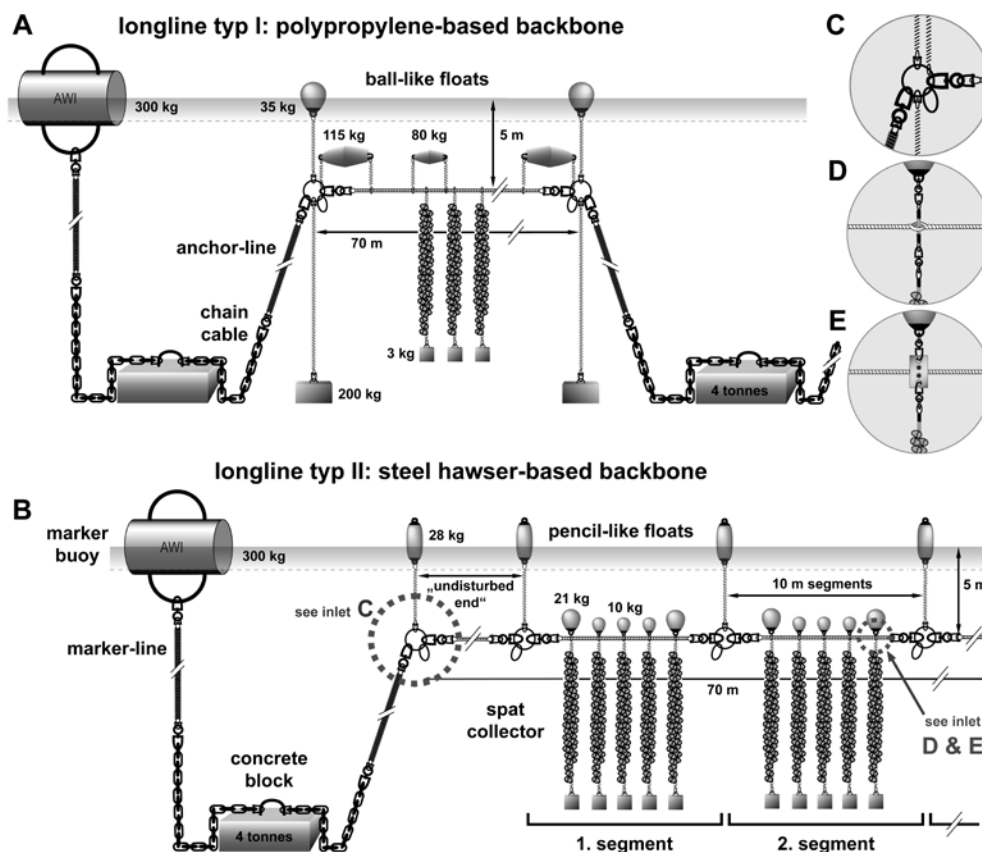 A
longline typ I: polypropylene-based backbone
C
AWI
300 kg
35 kg
ball-like floats
115 kg
80 kg
5 m
D
anchor-line
70 m
chain
cable
E
3 kg
200 kg
4 tonnes
longline typ II: steel hawser-based backbone
B
marker
buoy
AWI
300 kg
28 kg
pencil-like floats
„undisturbed
end“
10 m segments
5 m
see inlet C
21 kg
10 kg
marker-line
70 m
spat
collector
see inlet
D & E
concrete
block
4 tonnes
1. segment
2. segment